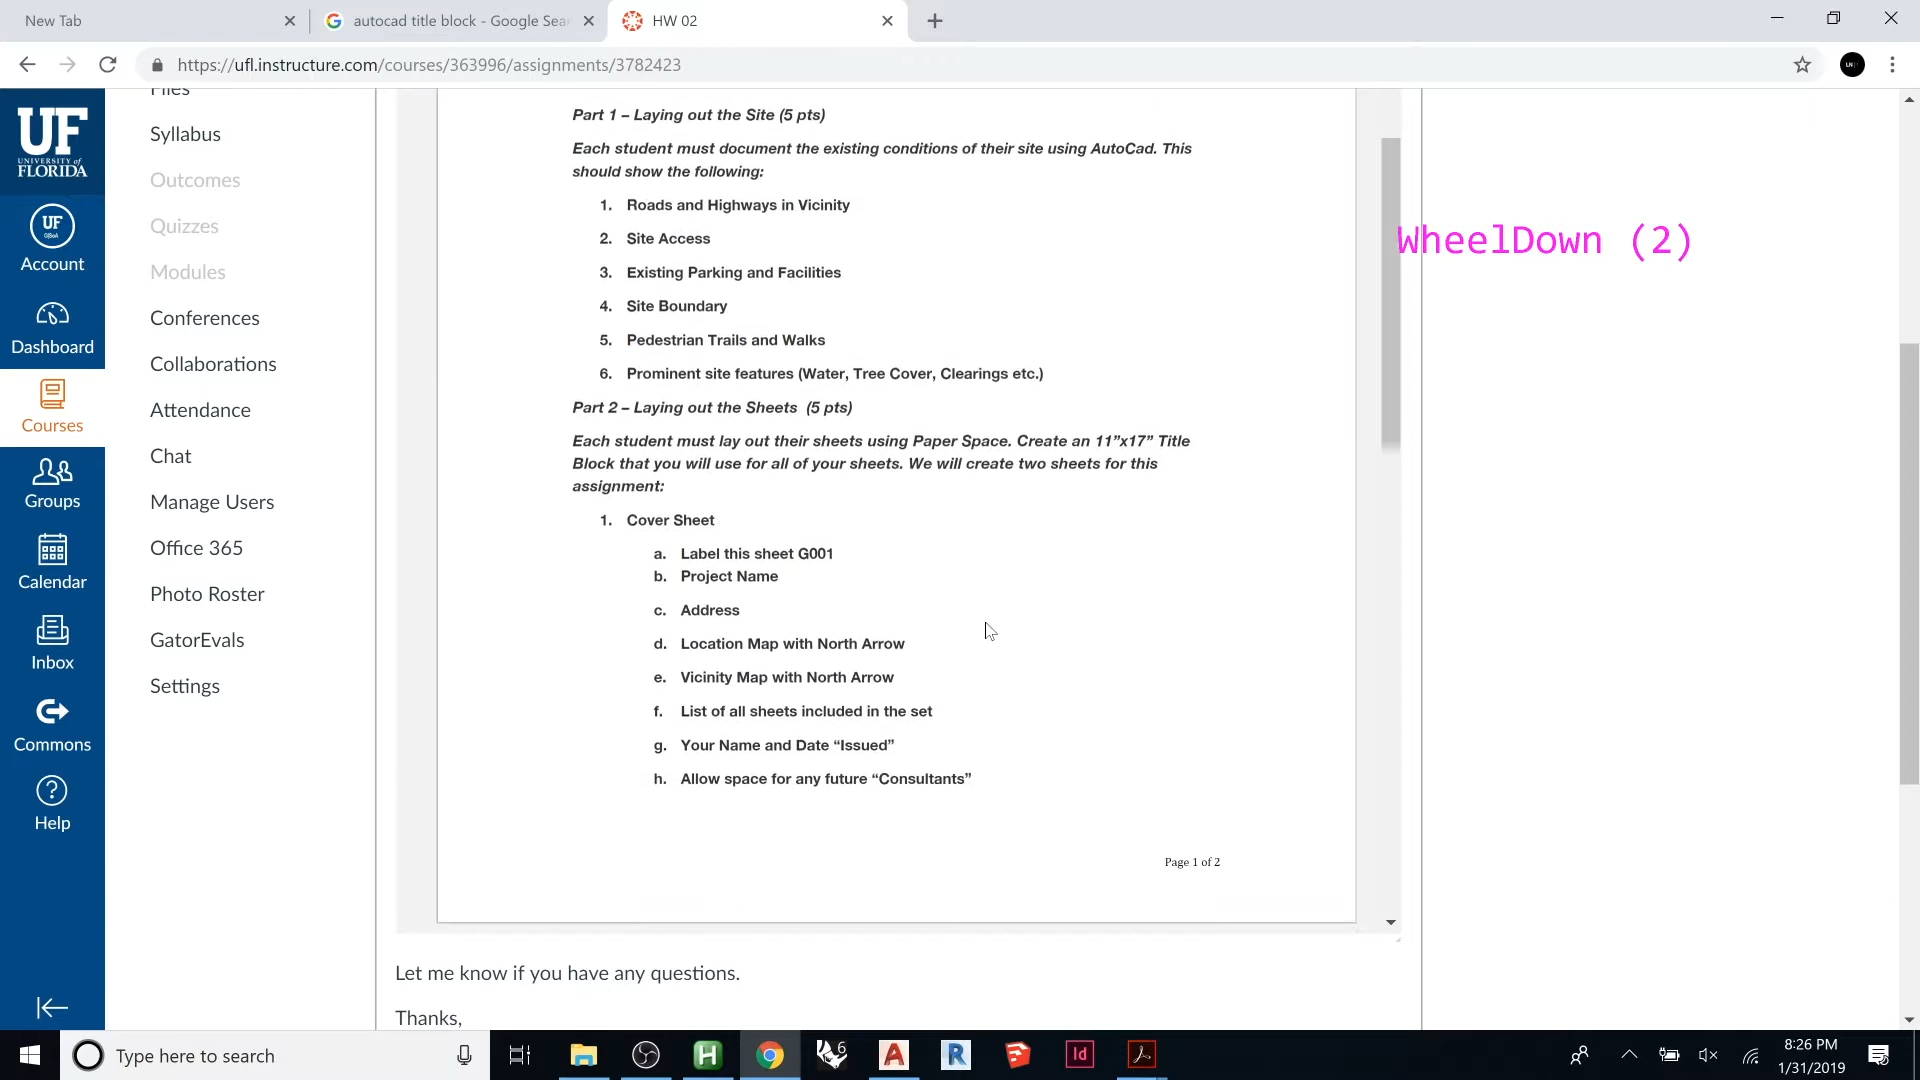 New Tab
autocad title block - Google Sear
HW 02
https://ufl.instructure.com/courses/363996/assignments/3782423
UF
UNIVERSITY of
FLORIDA
UF
Account
Dashboard
Courses
Groups
Calendar
Inbox
Commons
Help
Files
Syllabus
Outcomes
Quizzes
Modules
Conferences
Collaborations
Attendance
Chat
Manage Users
Office 365
Photo Roster
GatorEvals
Settings
Part 1 – Laying out the Site (5 pts)
Each student must document the existing conditions of their site using AutoCad. This
should show the following:
1. Roads and Highways in Vicinity
2. Site Access
3. Existing Parking and Facilities
4. Site Boundary
5. Pedestrian Trails and Walks
6. Prominent site features (Water, Tree Cover, Clearings etc.)
Part 2 – Laying out the Sheets (5 pts)
Each student must lay out their sheets using Paper Space. Create an 11”x17” Title
Block that you will use for all of your sheets. We will create two sheets for this
assignment:
1. Cover Sheet
a. Label this sheet G001
b. Project Name
c. Address
d. Location Map with North Arrow
e. Vicinity Map with North Arrow
f. List of all sheets included in the set
g. Your Name and Date “Issued”
h. Allow space for any future “Consultants”
Page 1 of 2
WheelDown (2)
Let me know if you have any questions.
Thanks,
Type here to search
H
6
A
R
Id
8:26 PM
1/31/2019